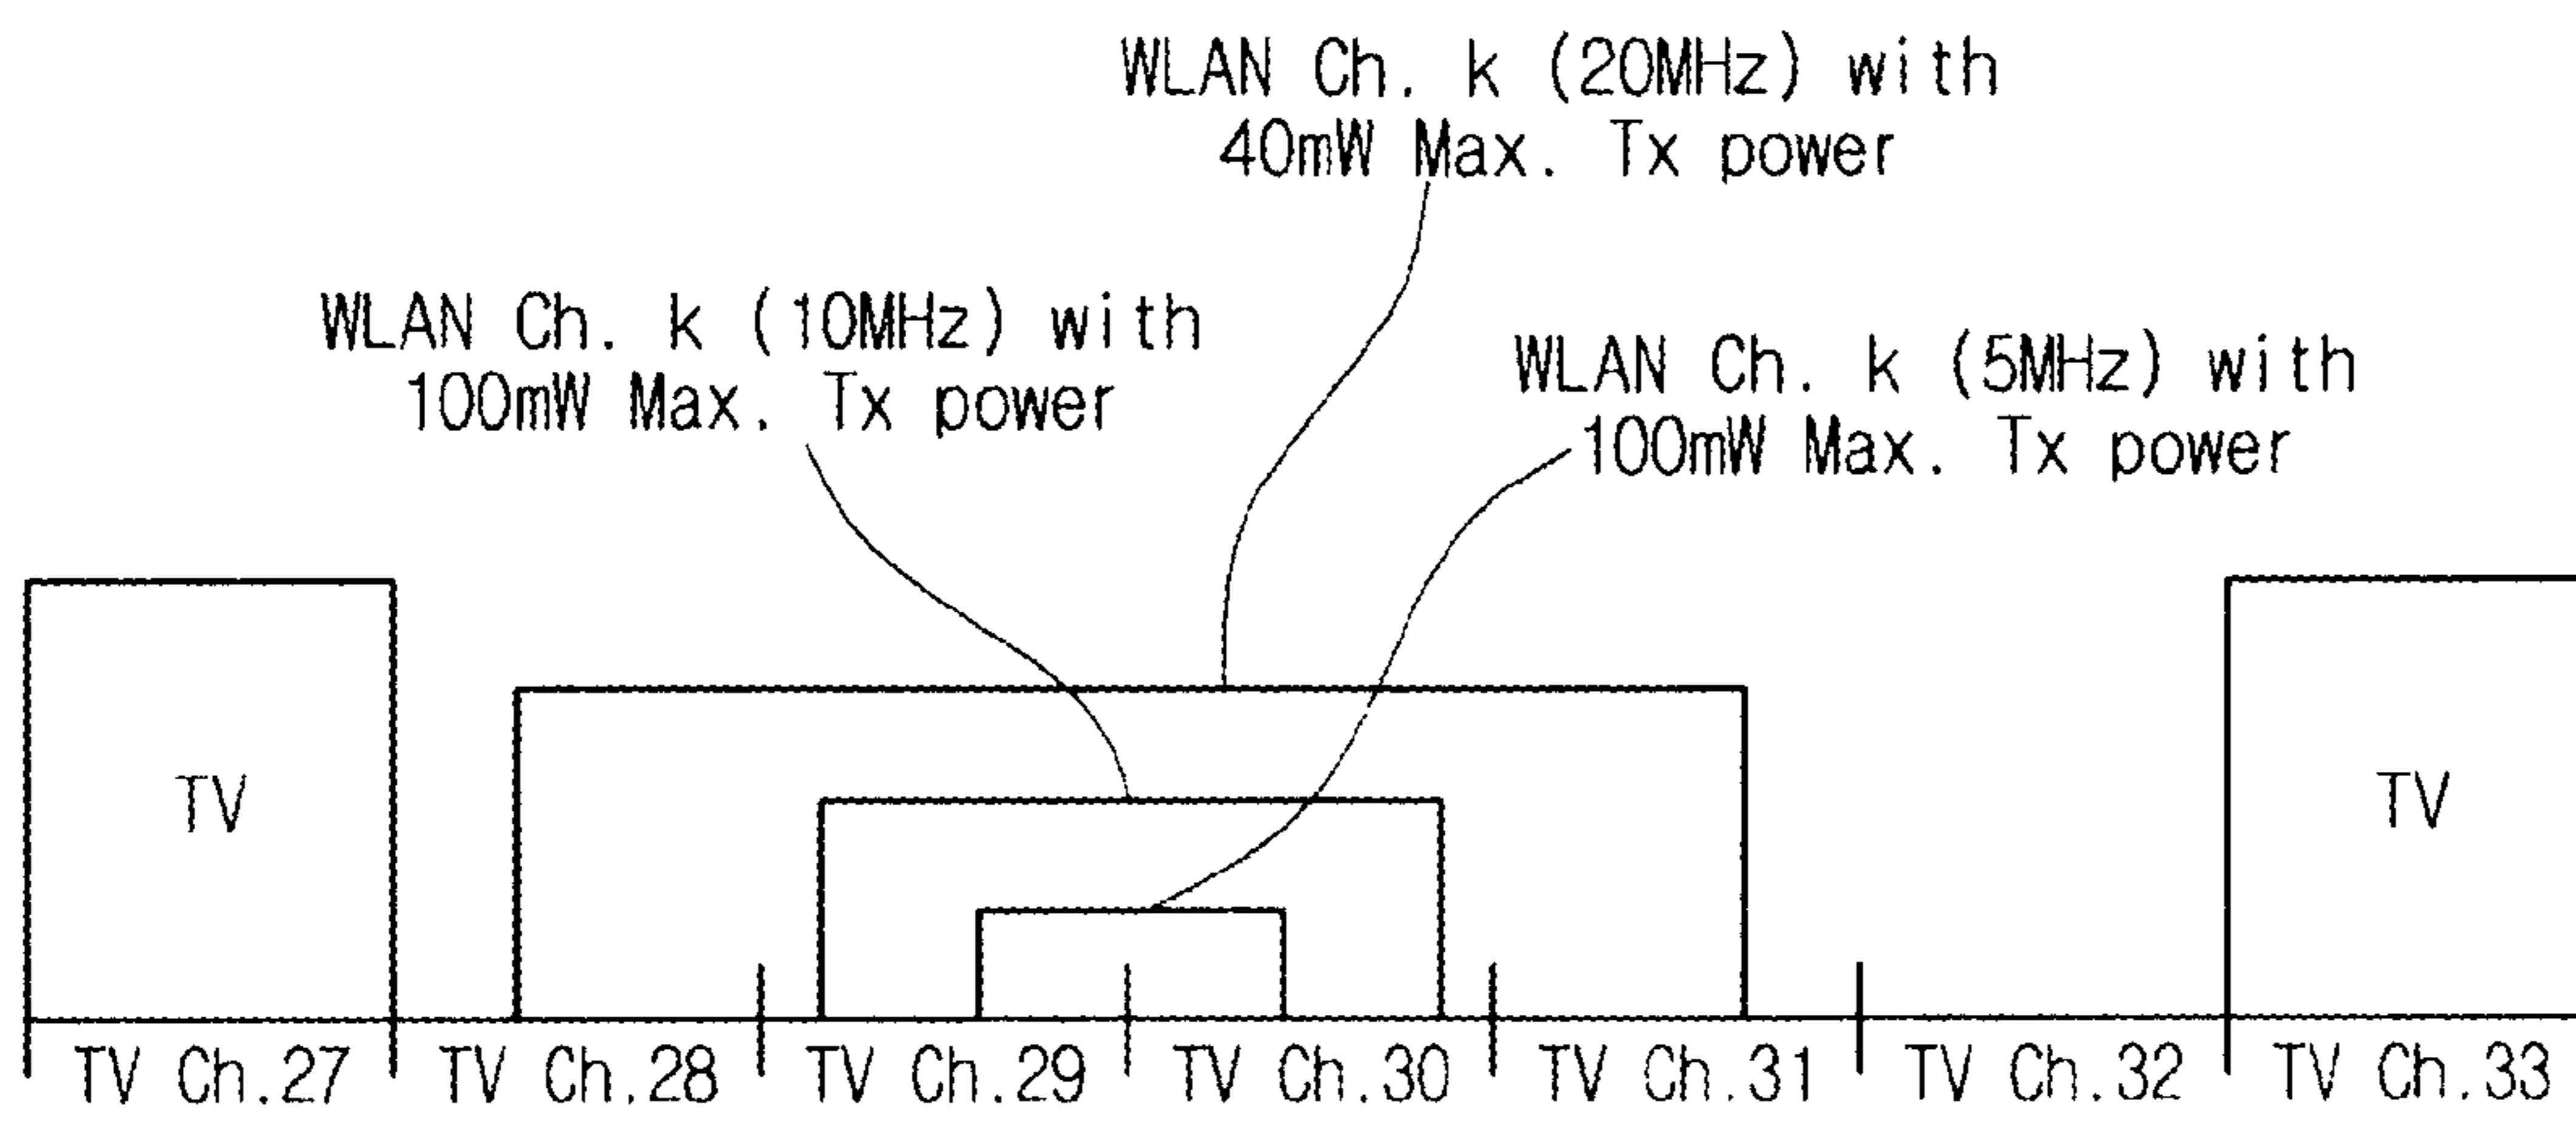 WLAN Ch. k (20MHz) with
40mW Max. Tx power
WLAN Ch. k (10MHz) with
100mW Max. Tx power
WLAN Ch. k (5MHz) with
100mW Max. Tx power
TV
TV
TV Ch.27
TV Ch.28
TV Ch.29
TV Ch.30
TV Ch.31
TV Ch.32
TV Ch.33